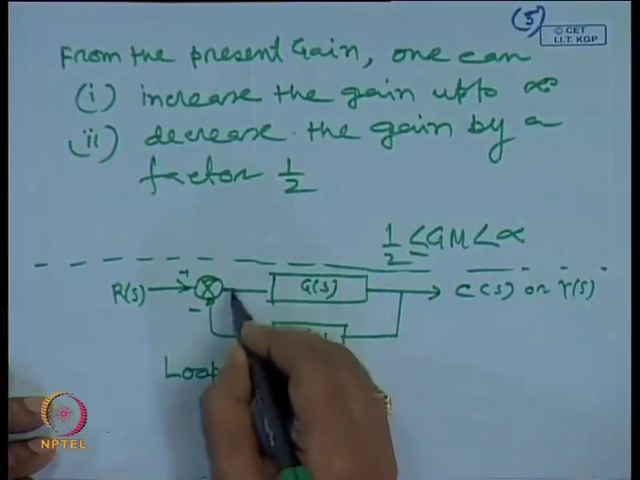 (5)
© CET
I.I.T. KGP
From the present Gain, one can
(i) increase the gain upto ∞
(ii) decrease the gain by a
factor 1/2
1/2 ≤ GM < ∞
R(s) + − G(s) C(s) or Y(s)
Loop
NPTEL